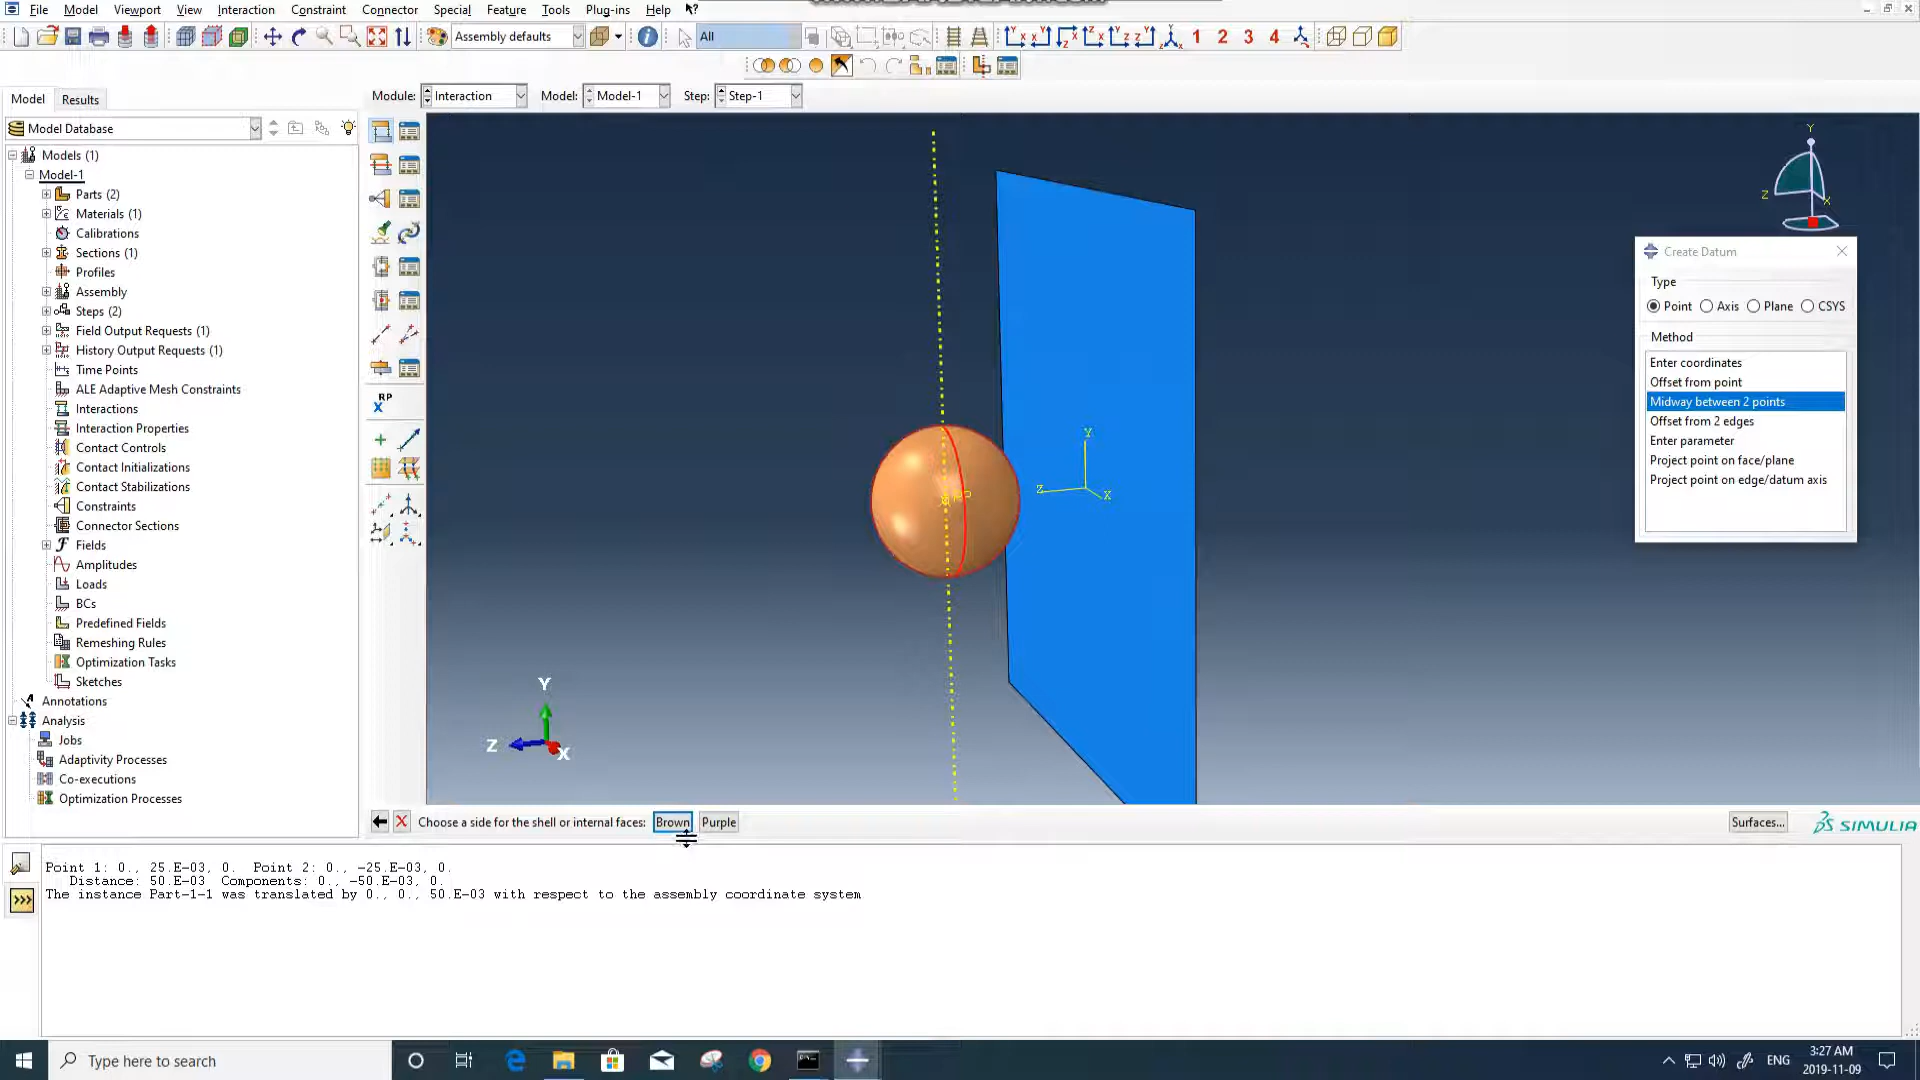 File Model Viewport View Interaction Constraint Connector Special Feature Tools Plug-ins Help
Assembly defaults All 1 2 3 4
Model Results Module: Interaction Model: Model-1 Step: Step-1
Model Database
Models (1)
Model-1
Parts (2)
Materials (1)
Calibrations
Sections (1)
Profiles
Assembly
Steps (2)
Field Output Requests (1)
History Output Requests (1)
Time Points
ALE Adaptive Mesh Constraints
Interactions
Interaction Properties
Contact Controls
Contact Initializations
Contact Stabilizations
Constraints
Connector Sections
Fields
Amplitudes
Loads
BCs
Predefined Fields
Remeshing Rules
Optimization Tasks
Sketches
Annotations
Analysis
Jobs
Adaptivity Processes
Co-executions
Optimization Processes
RP
Y
Z
X
Y
Z
X
Y
Z
X
Create Datum
Type
Point Axis Plane CSYS
Method
Enter coordinates
Offset from point
Midway between 2 points
Offset from 2 edges
Enter parameter
Project point on face/plane
Project point on edge/datum axis
Choose a side for the shell or internal faces: Brown Purple Surfaces... SIMULIA
Point 1: 0., 25.E-03, 0. Point 2: 0., -25.E-03, 0.
Distance: 50.E-03 Components: 0., -50.E-03, 0.
The instance Part-1-1 was translated by 0., 0., 50.E-03 with respect to the assembly coordinate system
Type here to search
ENG
3:27 AM
2019-11-09